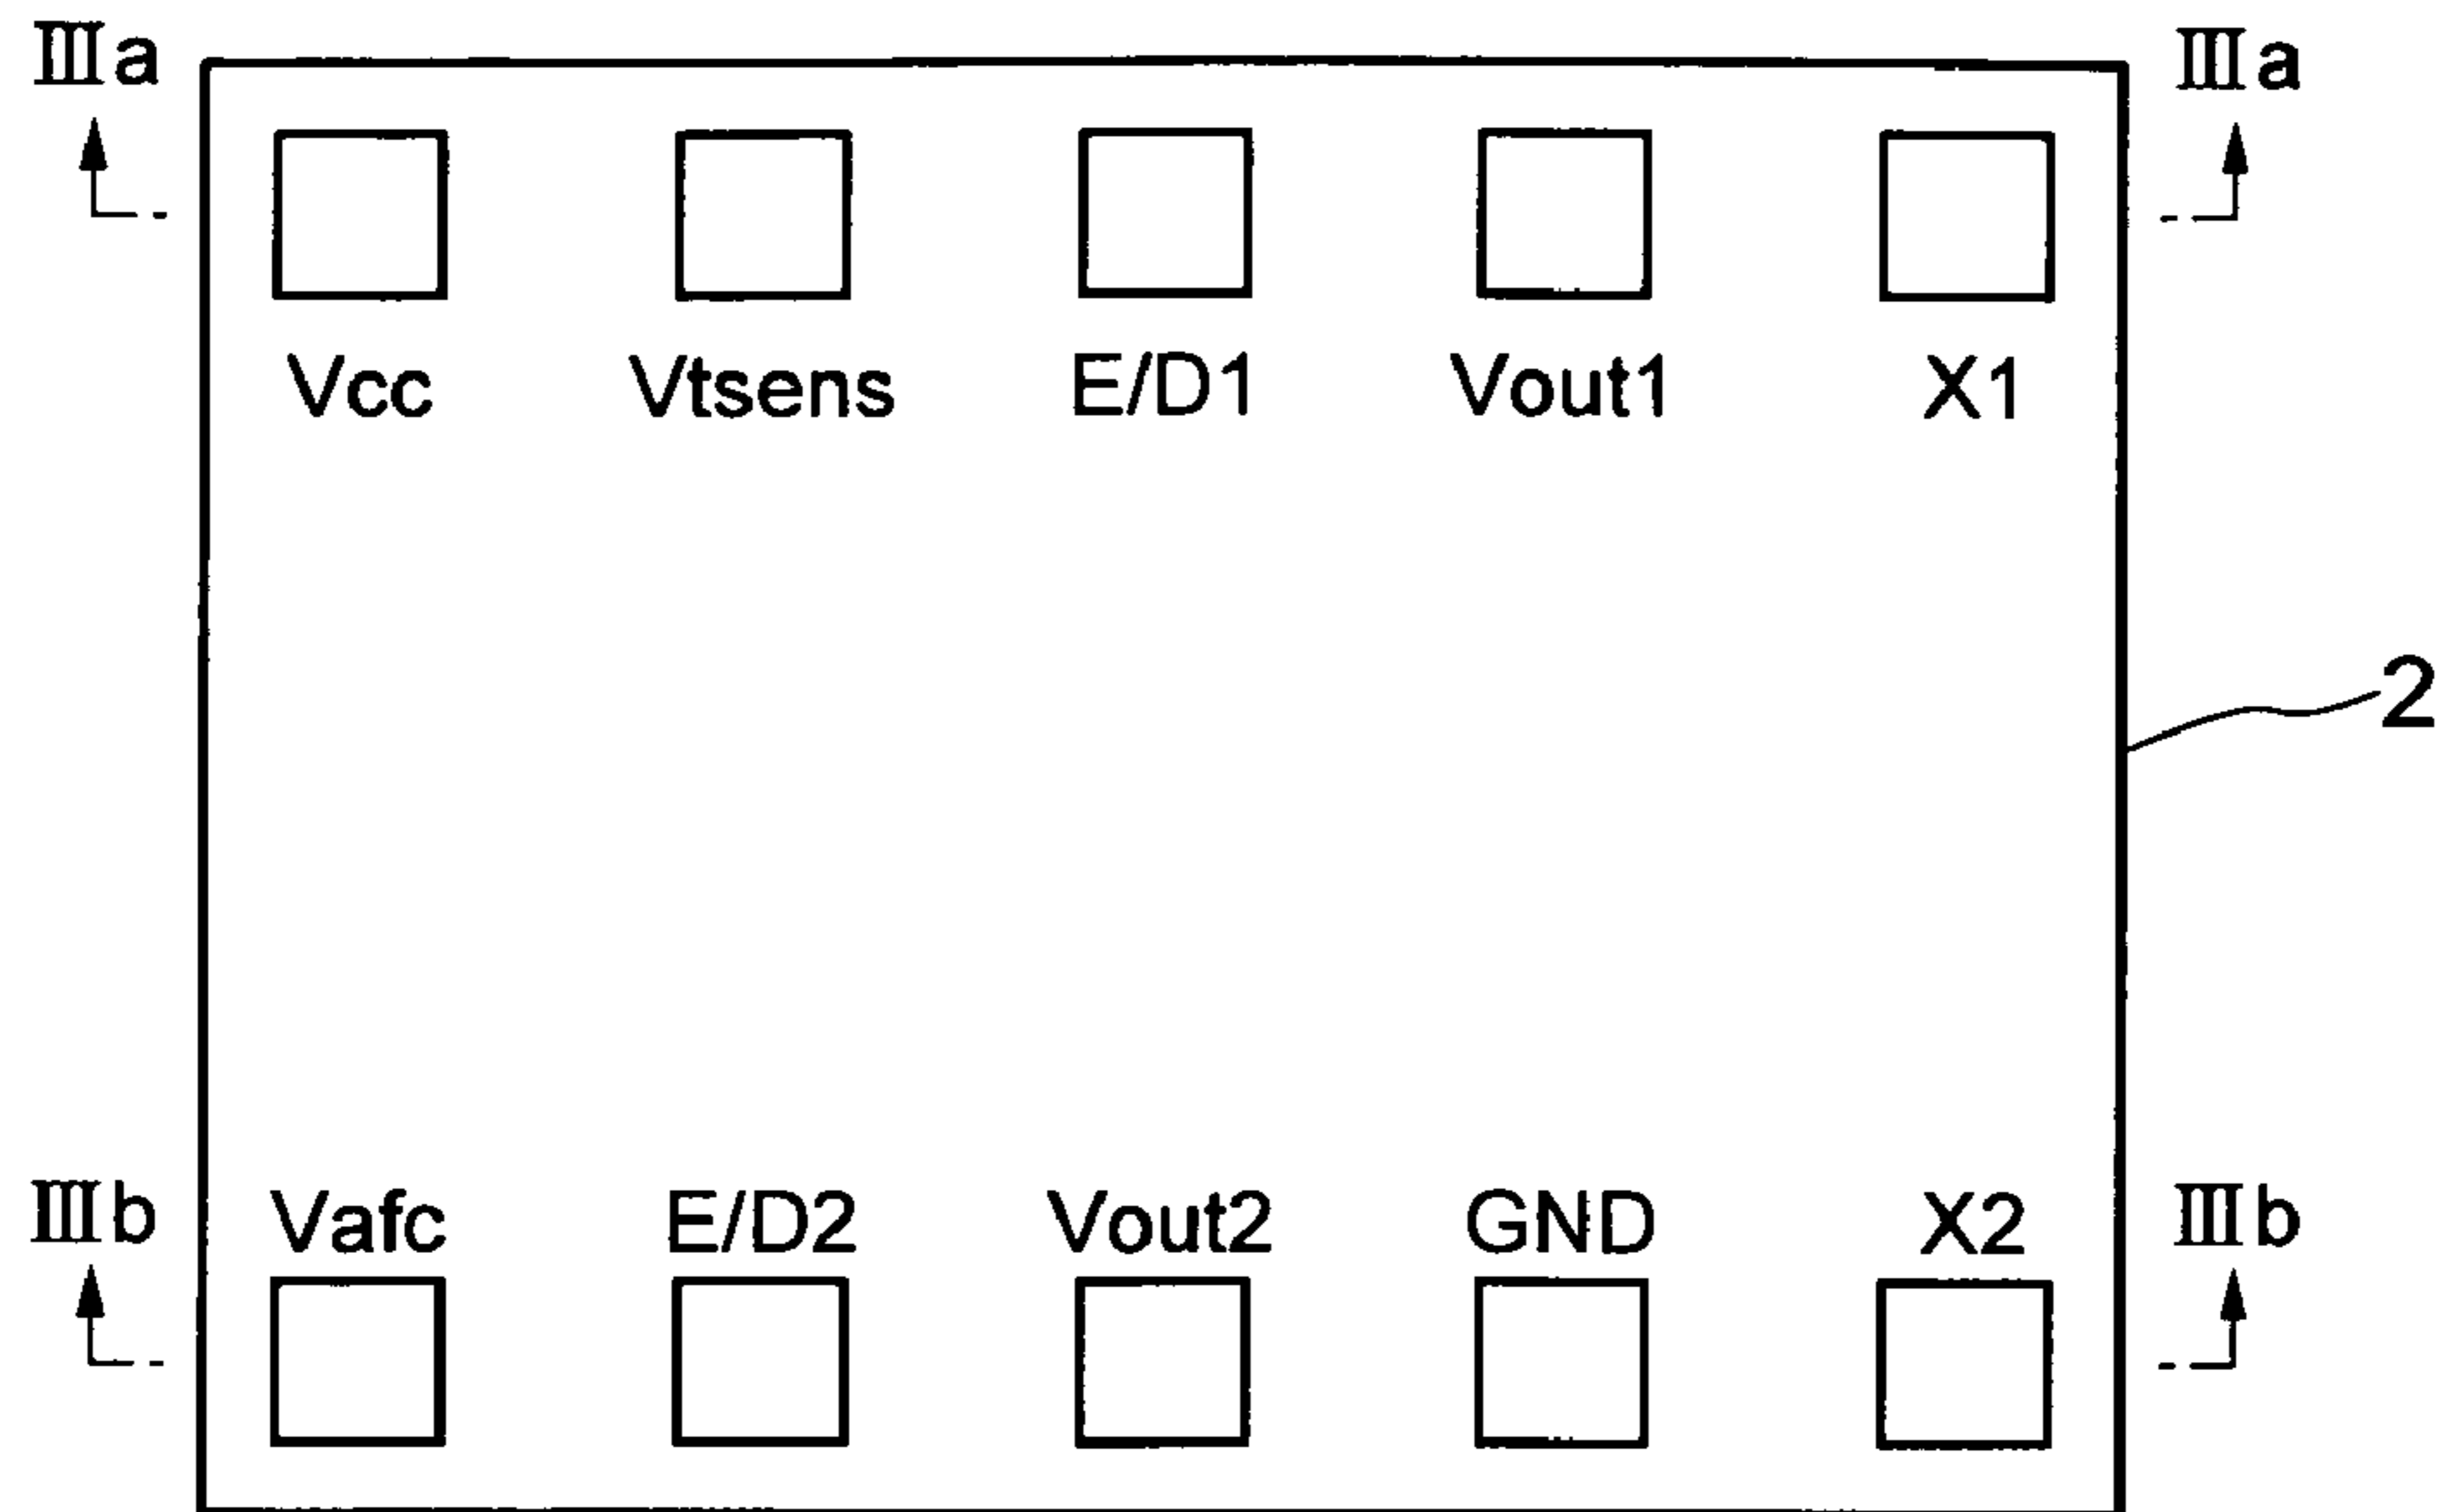 Ⅲa Ⅲa
Vcc Vtsens E/D1 Vout1 X1
2
Ⅲb Vafc E/D2 Vout2 GND X2 Ⅲb